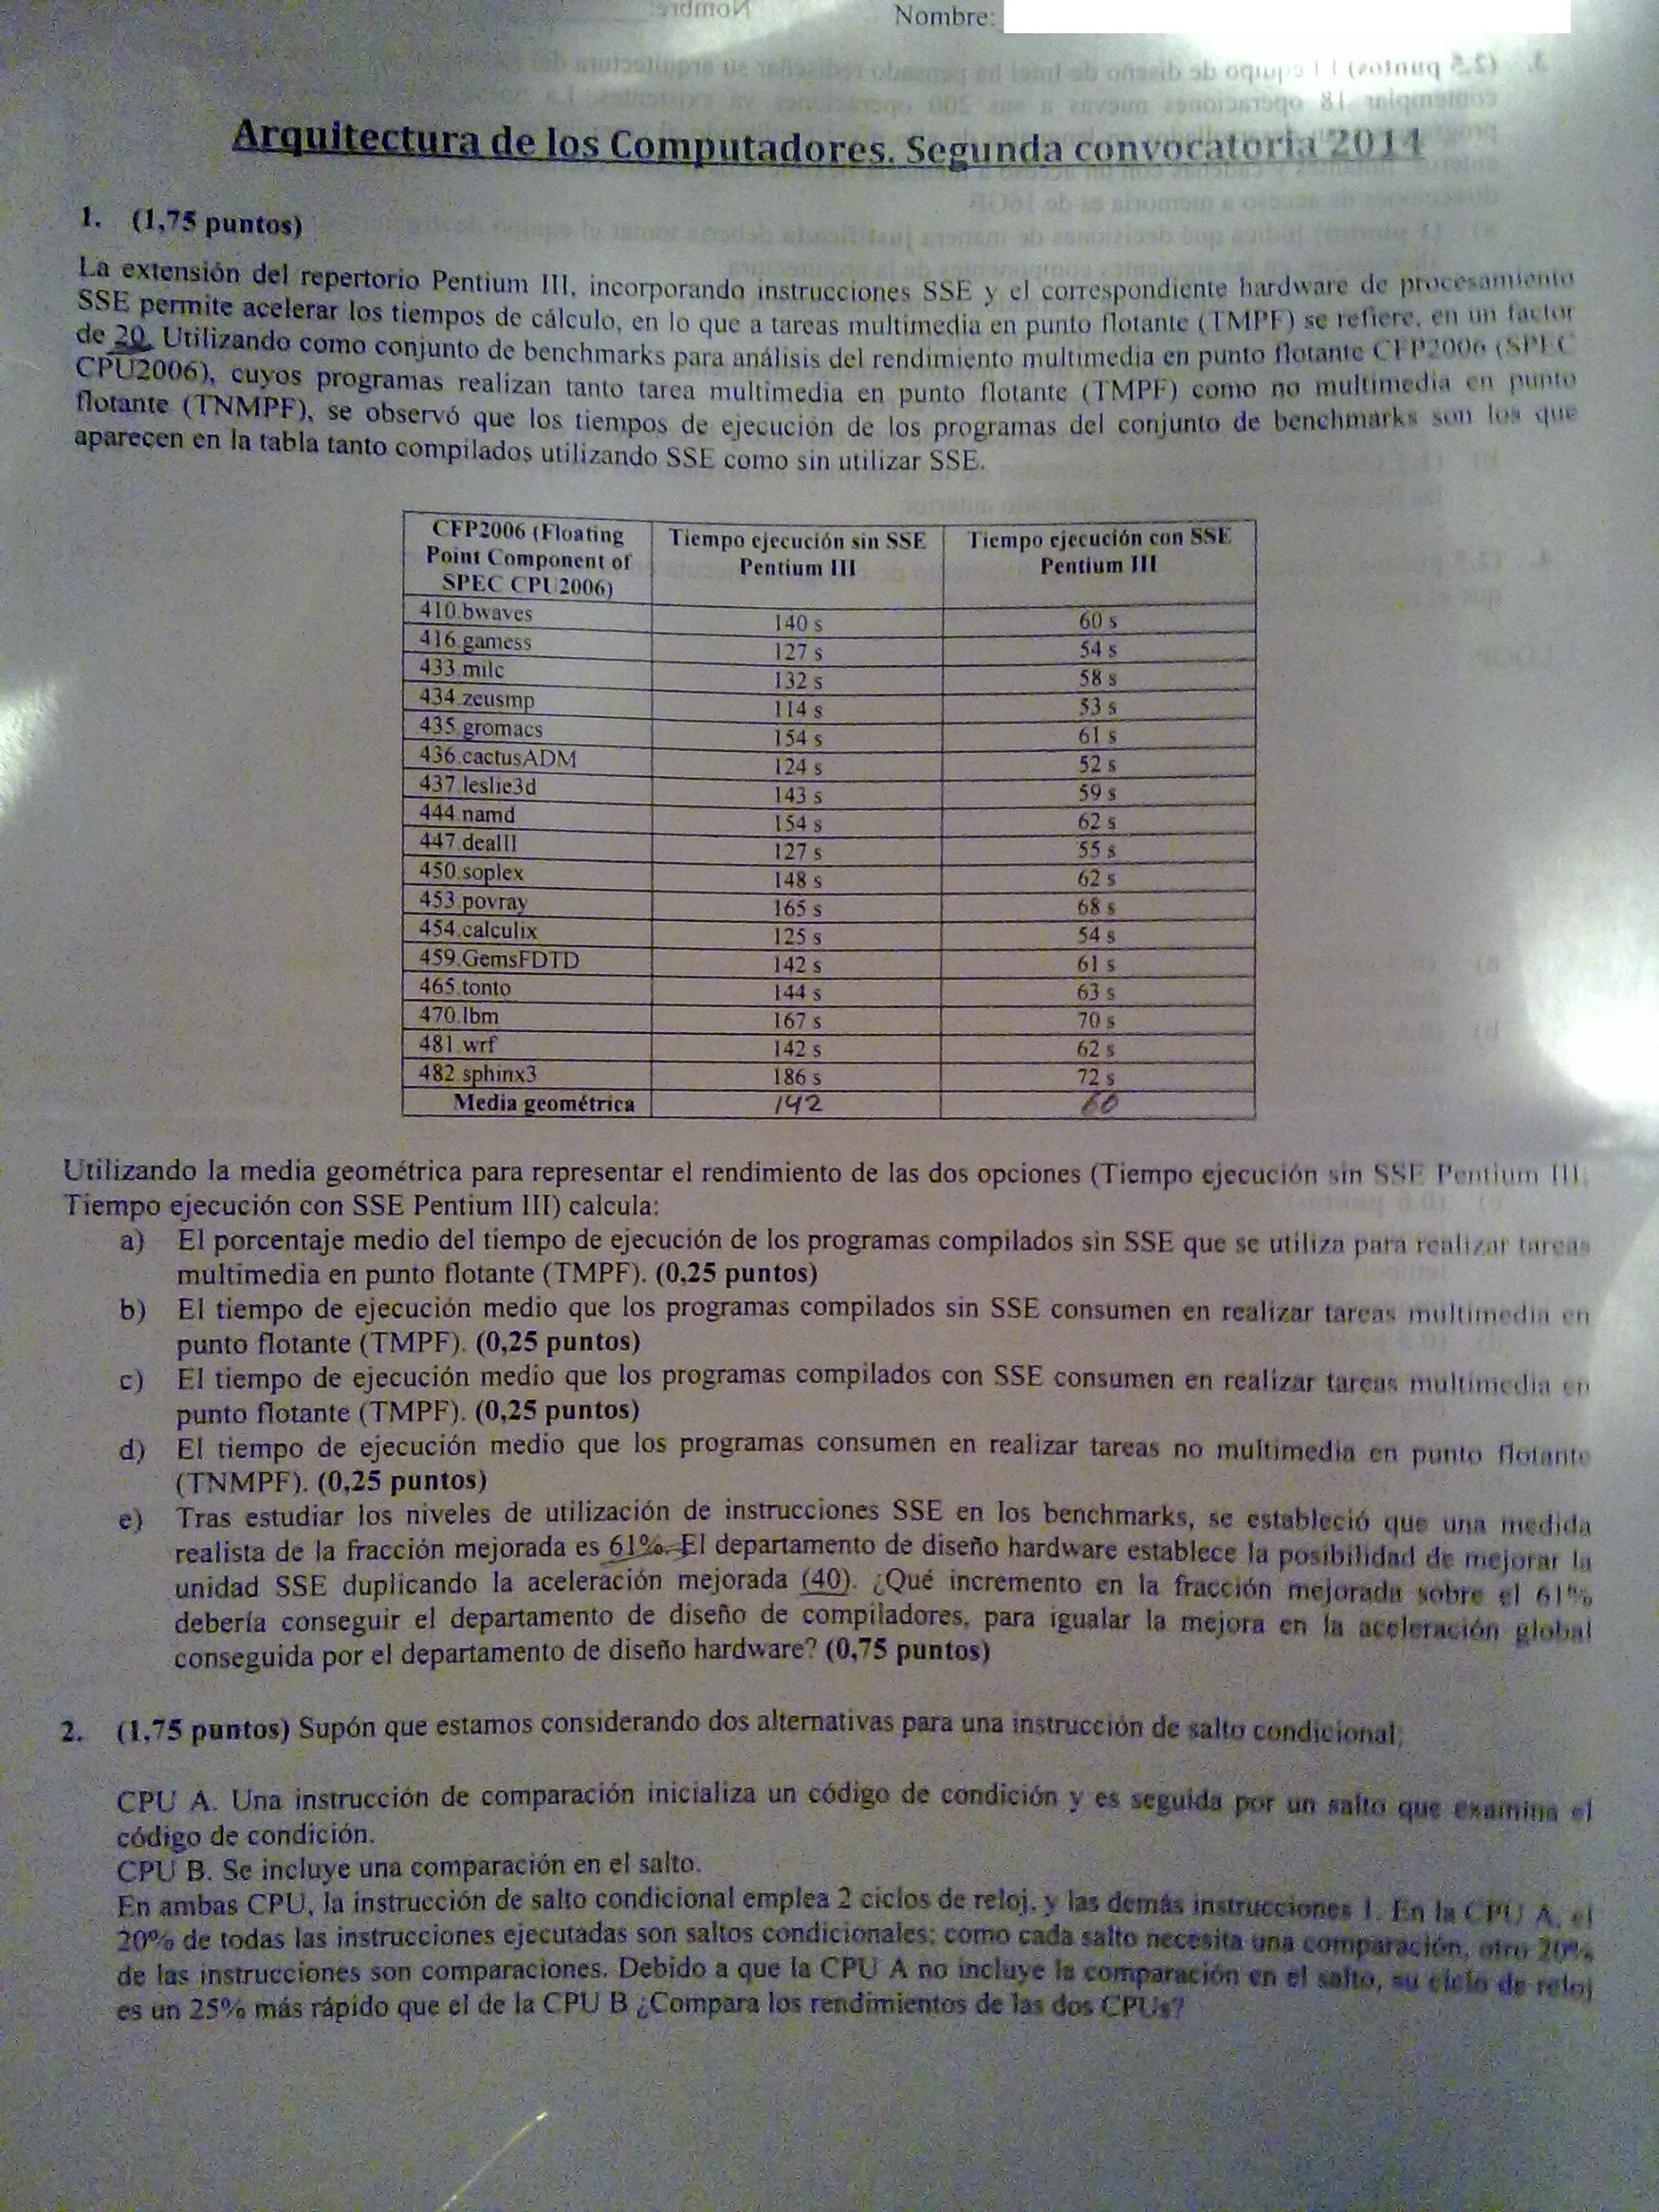 Nombre:
Arquitectura de los Computadores. Segunda convocatoria 2014
1. (1,75 puntos)
La extensión del repertorio Pentium III, incorporando instrucciones SSE y el correspondiente hardware de procesamiento
SSE permite acelerar los tiempos de cálculo, en lo que a tareas multimedia en punto flotante (TMPF) se refiere, en un factor
de 20. Utilizando como conjunto de benchmarks para análisis del rendimiento multimedia en punto flotante CFP2006 (SPEC
CPU2006), cuyos programas realizan tanto tarea multimedia en punto flotante (TMPF) como no multimedia en punto
flotante (TNMPF), se observó que los tiempos de ejecución de los programas del conjunto de benchmarks son los que
aparecen en la tabla tanto compilados utilizando SSE como sin utilizar SSE.
CFP2006 (Floating Point Component of SPEC CPU2006) Tiempo ejecución sin SSE Pentium III Tiempo ejecución con SSE Pentium III
410.bwaves 140 s 60 s
416.gamess 127 s 54 s
433.milc 132 s 58 s
434.zeusmp 114 s 53 s
435.gromacs 154 s 61 s
436.cactusADM 124 s 52 s
437.leslie3d 143 s 59 s
444.namd 154 s 62 s
447.dealII 127 s 55 s
450.soplex 148 s 62 s
453.povray 165 s 68 s
454.calculix 125 s 54 s
459.GemsFDTD 142 s 61 s
465.tonto 144 s 63 s
470.lbm 167 s 70 s
481.wrf 142 s 62 s
482.sphinx3 186 s 72 s
Media geométrica 142 60
Utilizando la media geométrica para representar el rendimiento de las dos opciones (Tiempo ejecución sin SSE Pentium III,
Tiempo ejecución con SSE Pentium III) calcula:
a) El porcentaje medio del tiempo de ejecución de los programas compilados sin SSE que se utiliza para realizar tareas
multimedia en punto flotante (TMPF). (0,25 puntos)
b) El tiempo de ejecución medio que los programas compilados sin SSE consumen en realizar tareas multimedia en
punto flotante (TMPF). (0,25 puntos)
c) El tiempo de ejecución medio que los programas compilados con SSE consumen en realizar tareas multimedia en
punto flotante (TMPF). (0,25 puntos)
d) El tiempo de ejecución medio que los programas consumen en realizar tareas no multimedia en punto flotante
(TNMPF). (0,25 puntos)
e) Tras estudiar los niveles de utilización de instrucciones SSE en los benchmarks, se estableció que una medida
realista de la fracción mejorada es 61%. El departamento de diseño hardware establece la posibilidad de mejorar la
unidad SSE duplicando la aceleración mejorada (40). ¿Qué incremento en la fracción mejorada sobre el 61%
debería conseguir el departamento de diseño de compiladores, para igualar la mejora en la aceleración global
conseguida por el departamento de diseño hardware? (0,75 puntos)
2. (1,75 puntos) Supón que estamos considerando dos alternativas para una instrucción de salto condicional;
CPU A. Una instrucción de comparación inicializa un código de condición y es seguida por un salto que examina el
código de condición.
CPU B. Se incluye una comparación en el salto.
En ambas CPU, la instrucción de salto condicional emplea 2 ciclos de reloj, y las demás instrucciones 1. En la CPU A, el
20% de todas las instrucciones ejecutadas son saltos condicionales; como cada salto necesita una comparación, otro 20%
de las instrucciones son comparaciones. Debido a que la CPU A no incluye la comparación en el salto, su ciclo de reloj
es un 25% más rápido que el de la CPU B ¿Compara los rendimientos de las dos CPUs?